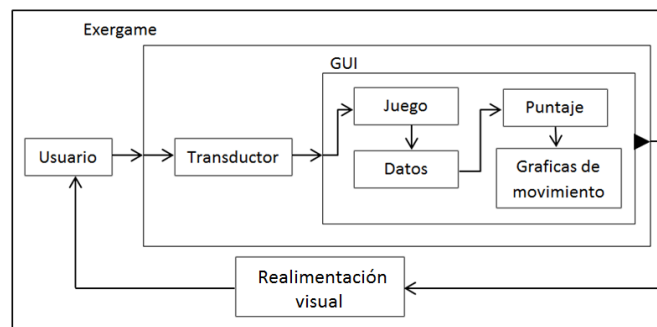 Exergame
GUI
Juego
Puntaje
Usuario
Transductor
Datos
Graficas de
movimiento
Realimentación
visual